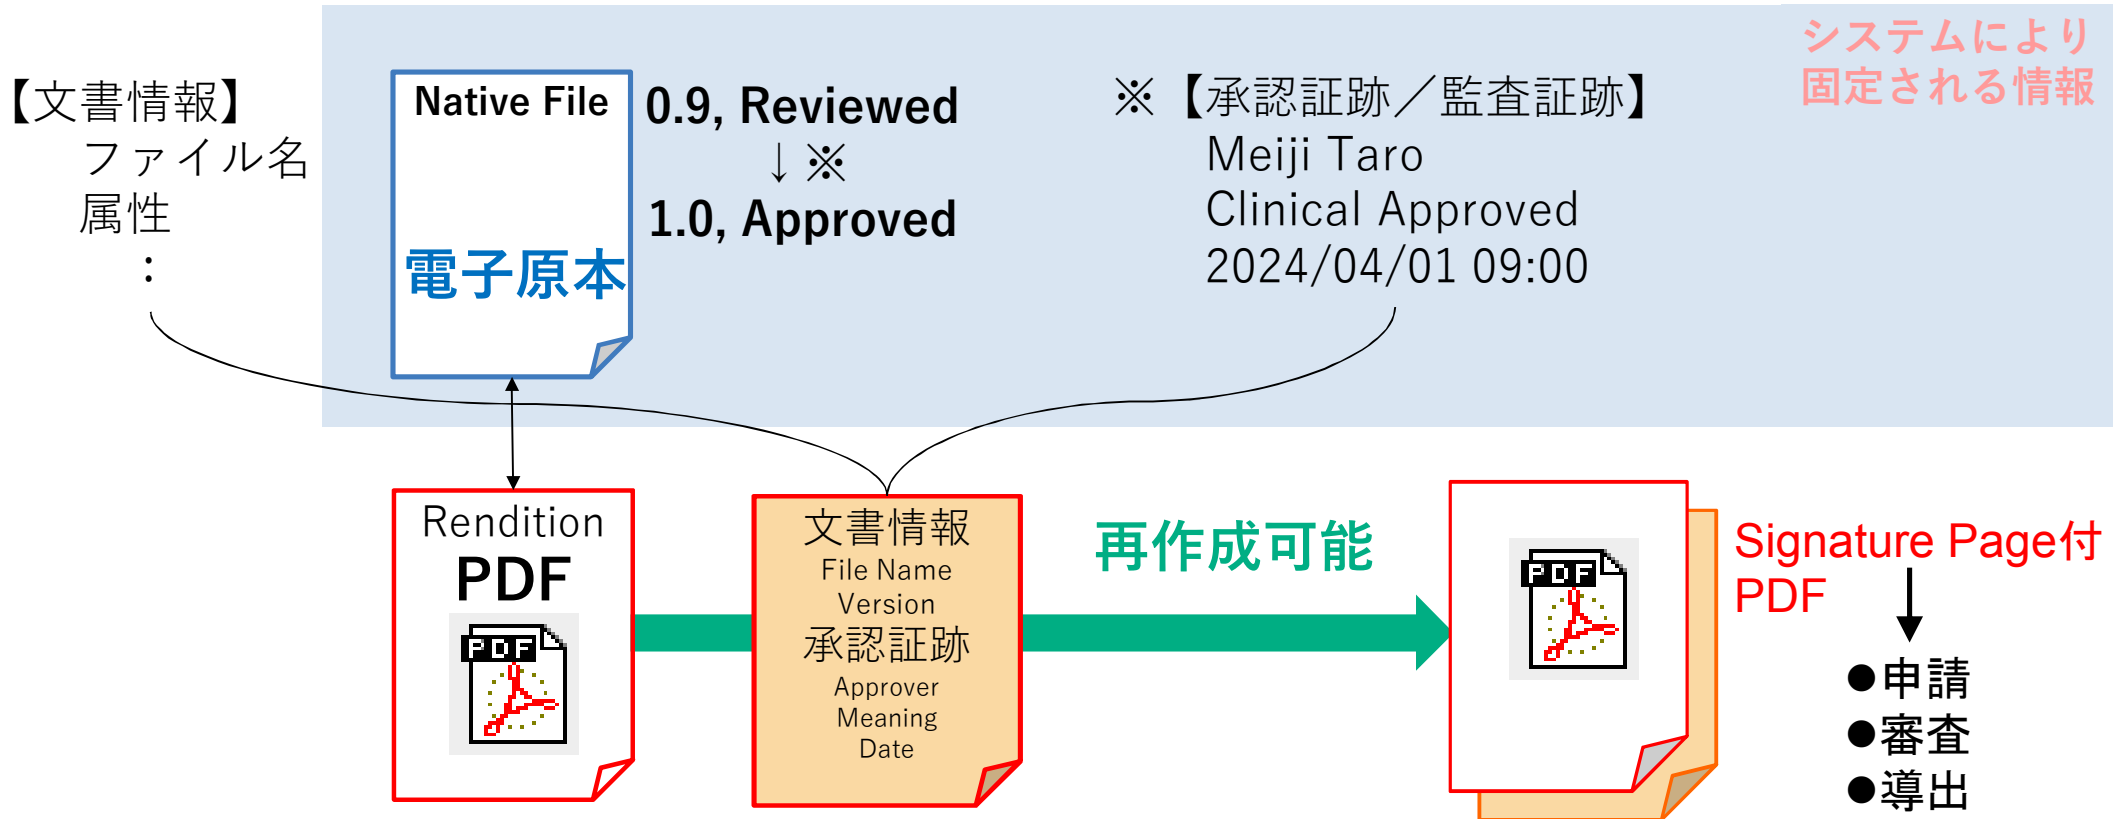 システムにより
固定される情報
【文書情報】
ファイル名
属性
：
Native File
電子原本
0.9, Reviewed
↓※
1.0, Approved
※【承認証跡／監査証跡】
Meiji Taro
Clinical Approved
2024/04/01 09:00
Rendition
PDF
PDF
文書情報
File Name
Version
承認証跡
Approver
Meaning
Date
再作成可能
PDF
Signature Page付
PDF
●申請
●審査
●導出